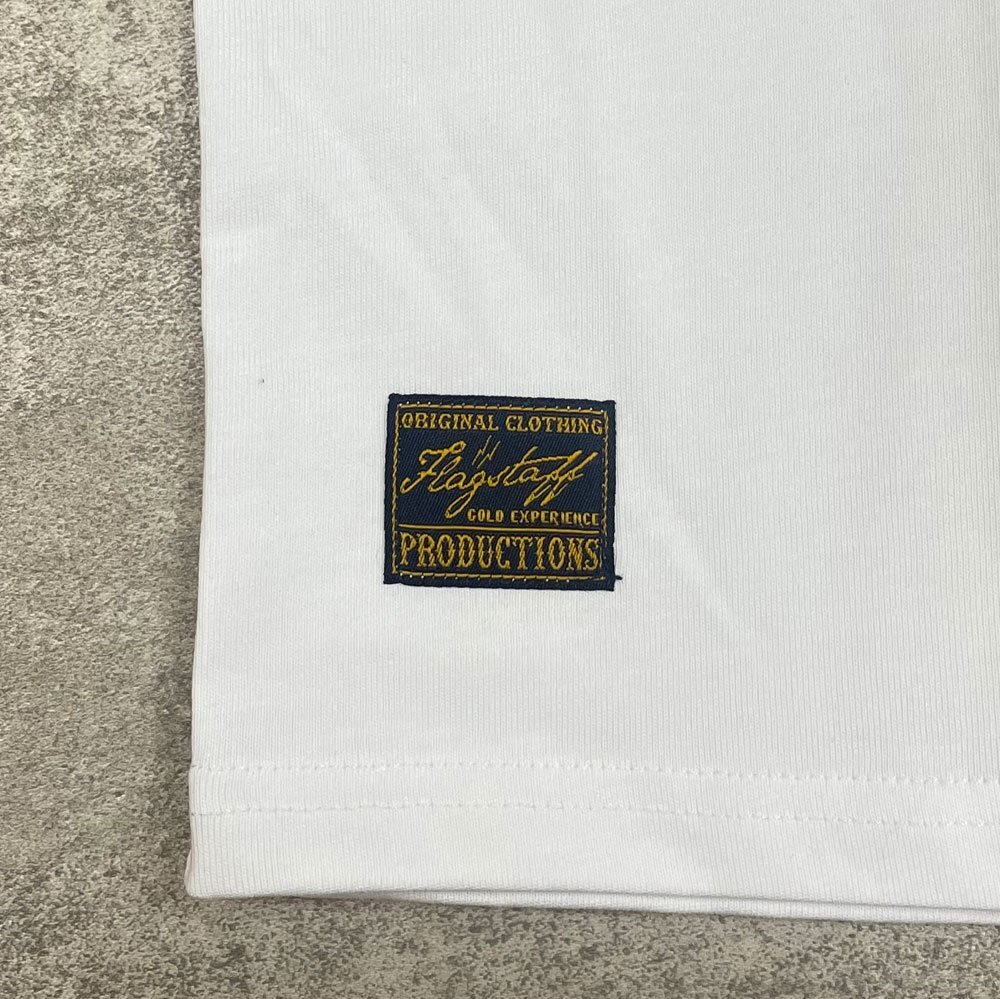 ORIGINAL CLOTHING
Flagstaff
GOLD EXPERIENCE
PRODUCTIONS